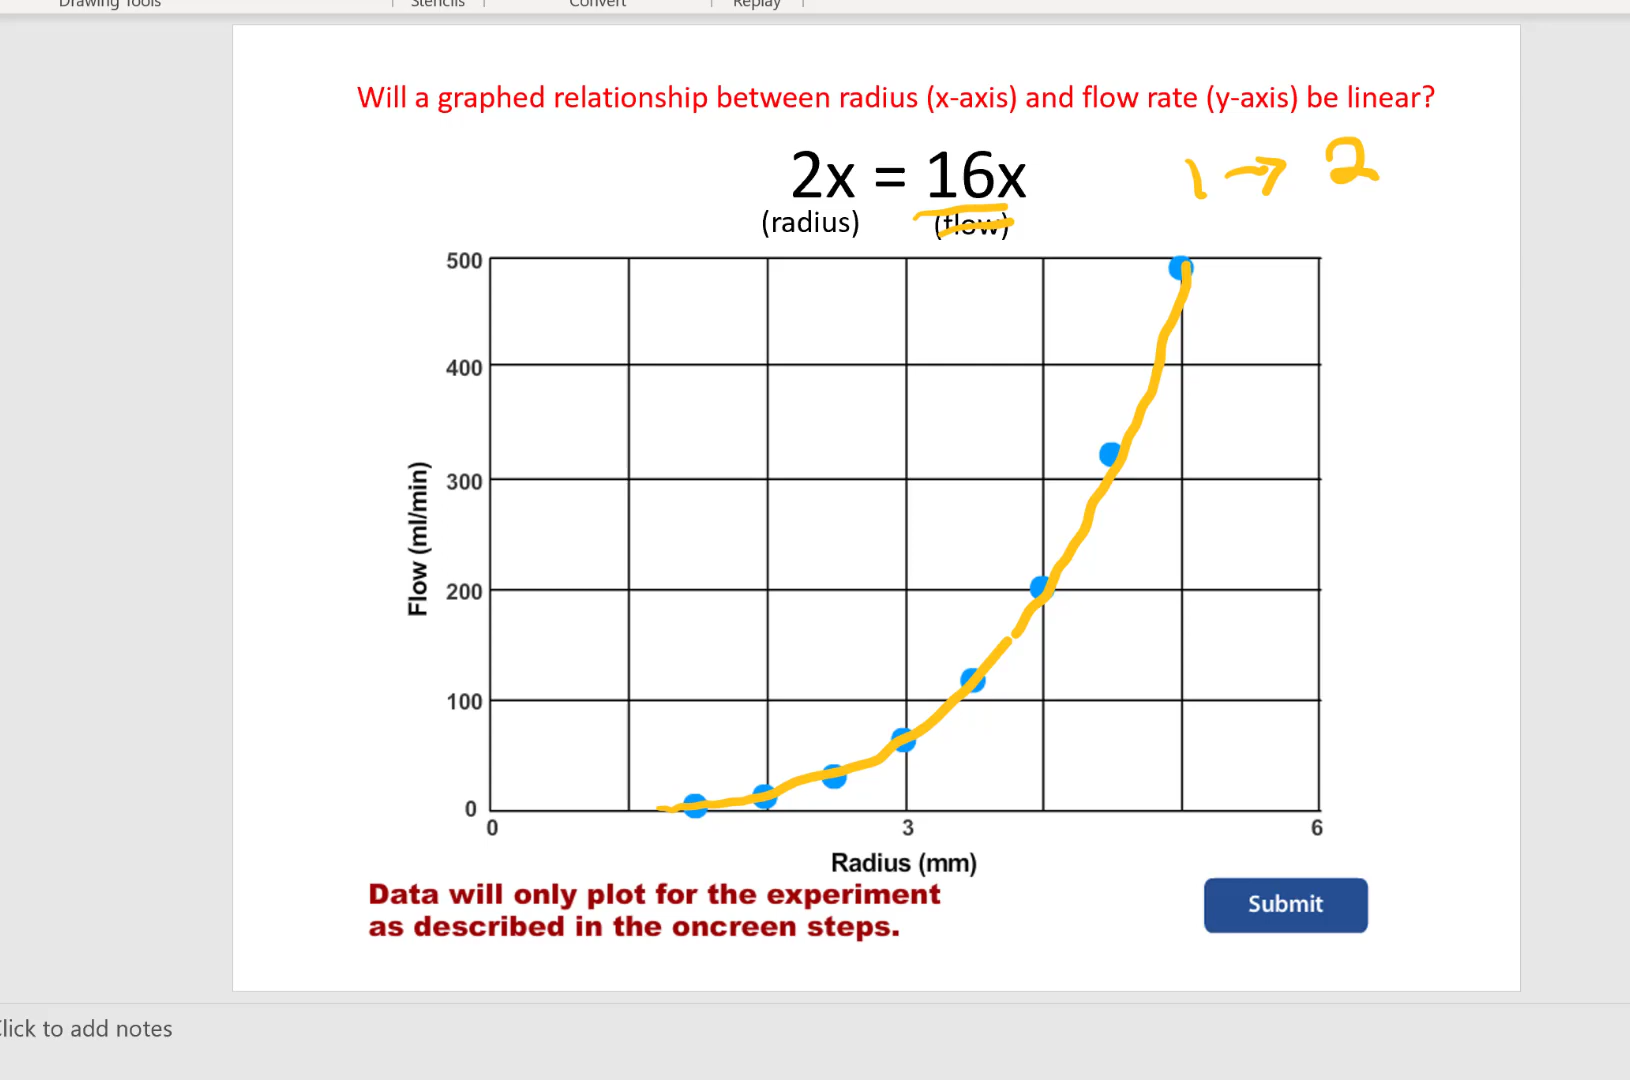 Drawing Tools Stencils Convert Replay
Will a graphed relationship between radius (x-axis) and flow rate (y-axis) be linear?
2x = 16x
1 → 2
(radius) (flow)
500
400
300
200
100
0
Flow (ml/min)
0 3 6
Radius (mm)
Data will only plot for the experiment
as described in the oncreen steps.
Submit
lick to add notes